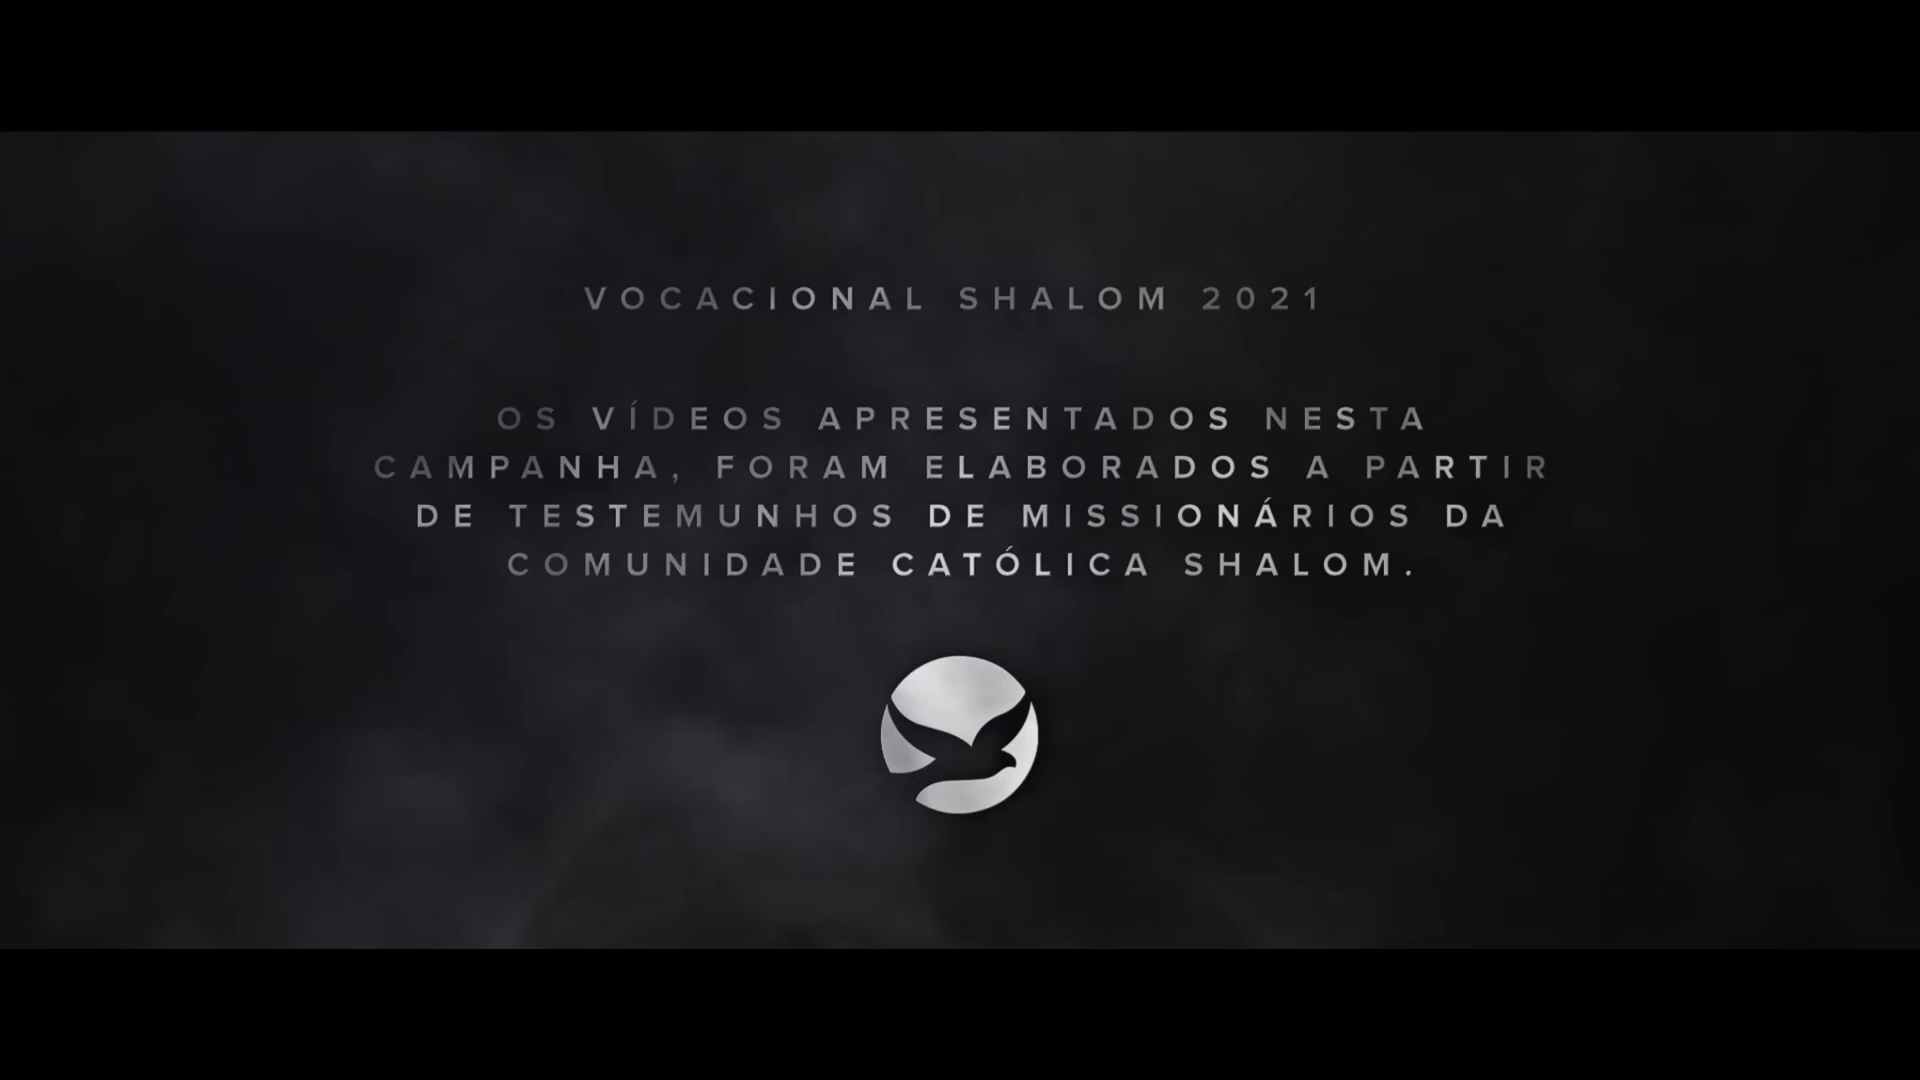 VOCACIONAL SHALOM 2021
OS VÍDEOS APRESENTADOS NESTA
CAMPANHA, FORAM ELABORADOS A PARTIR
DE TESTEMUNHOS DE MISSIONÁRIOS DA
COMUNIDADE CATÓLICA SHALOM.